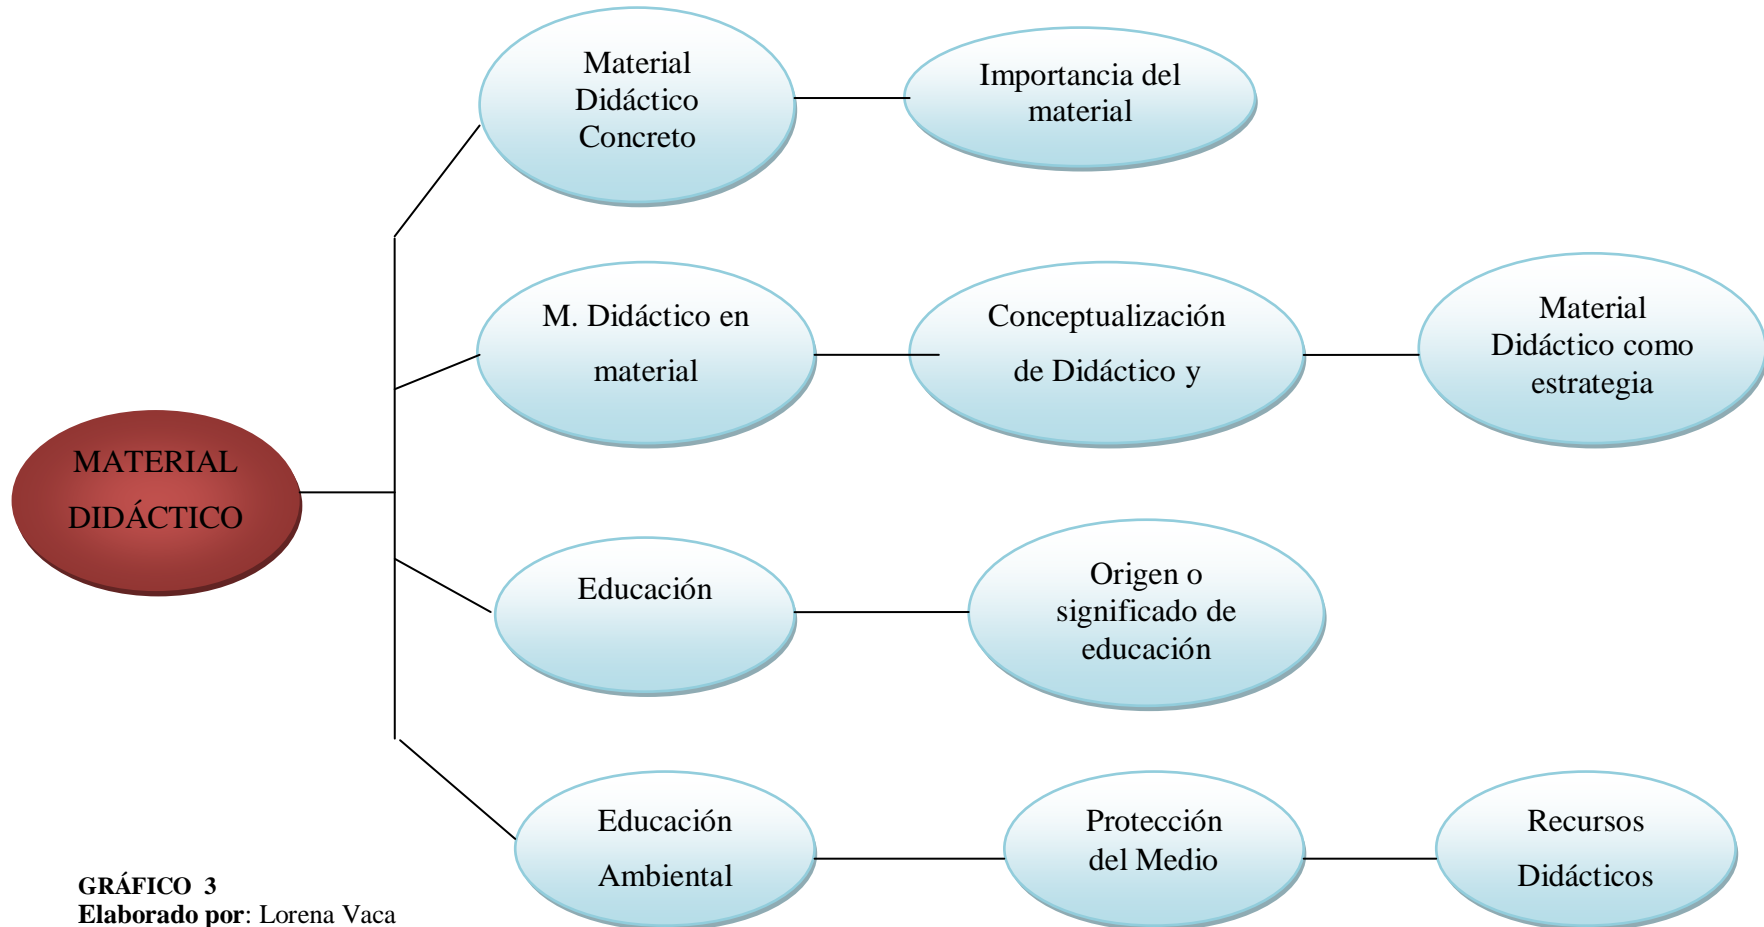 Material
Didáctico
Concreto
Importancia del
material
M. Didáctico en
material
Conceptualización
de Didáctico y
Material
Didáctico como
estrategia
MATERIAL
DIDÁCTICO
Educación
Origen o
significado de
educación
Educación
Ambiental
Protección
del Medio
Recursos
Didácticos
GRÁFICO 3
Elaborado por: Lorena Vaca